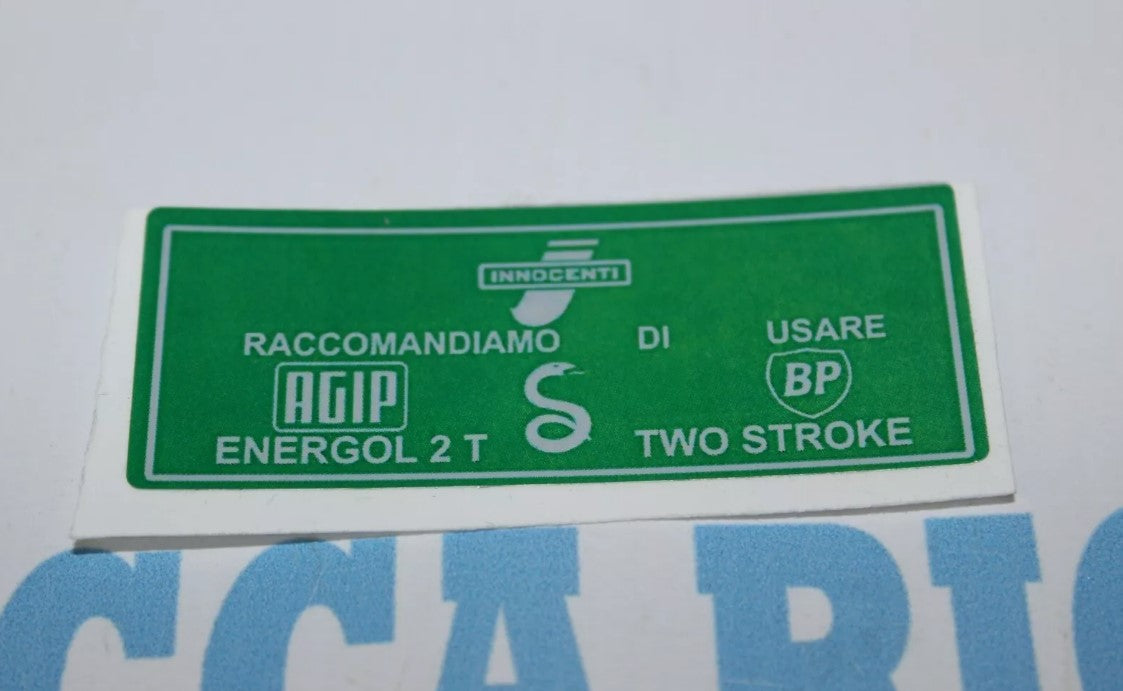 INNOCENTI
RACCOMANDIAMO DI USARE
AGIP BP
ENERGOL 2 T TWO STROKE